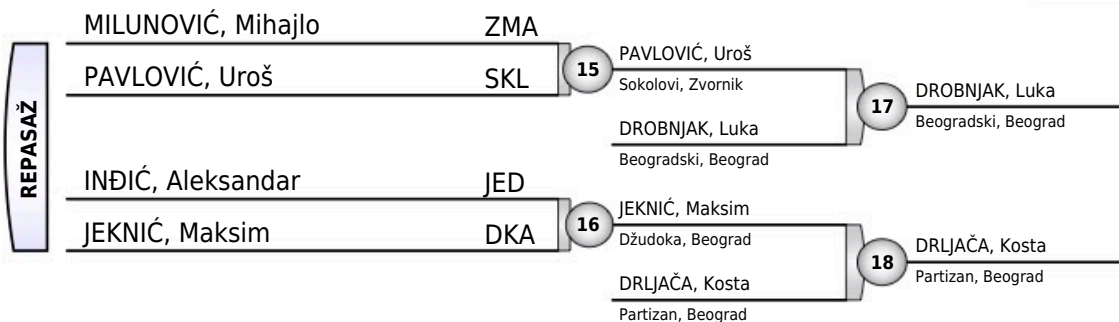 REPASAŽ
MILUNOVIĆ, Mihajlo ZMA
PAVLOVIĆ, Uroš SKL
15
PAVLOVIĆ, Uroš
Sokolovi, Zvornik
DROBNJAK, Luka
Beogradski, Beograd
17
DROBNJAK, Luka
Beogradski, Beograd
INĐIĆ, Aleksandar JED
JEKNIĆ, Maksim DKA
16
JEKNIĆ, Maksim
Džudoka, Beograd
DRLJAČA, Kosta
Partizan, Beograd
18
DRLJAČA, Kosta
Partizan, Beograd